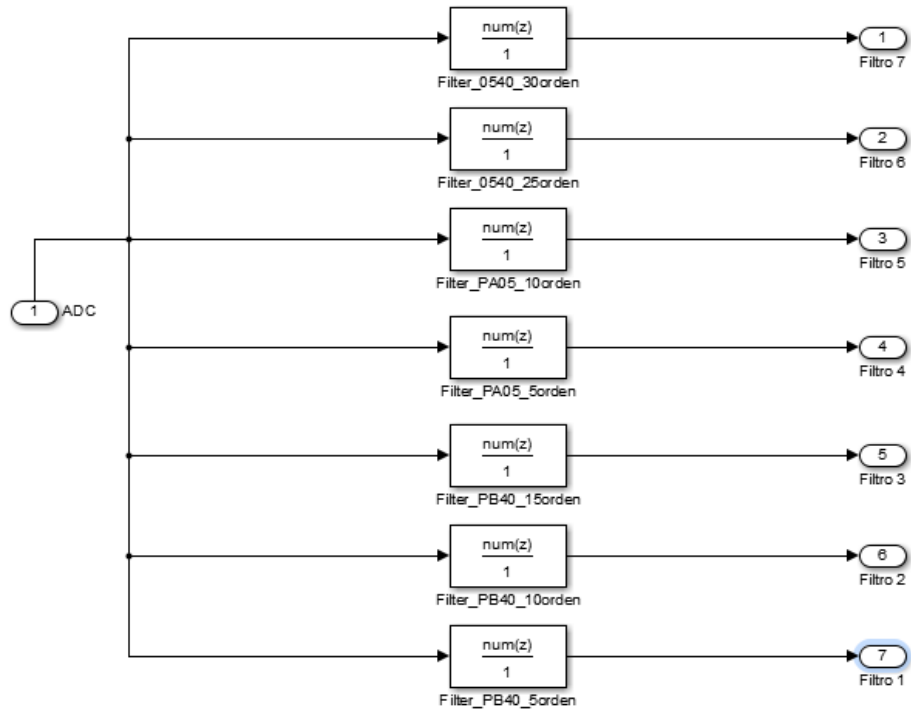 num(z)
1
Filter_0540_30orden
1
Filtro 7
num(z)
1
Filter_0540_25orden
2
Filtro 6
num(z)
1
Filter_PA05_10orden
3
Filtro 5
1
ADC
num(z)
1
Filter_PA05_5orden
4
Filtro 4
num(z)
1
Filter_PB40_15orden
5
Filtro 3
num(z)
1
Filter_PB40_10orden
6
Filtro 2
num(z)
1
Filter_PB40_5orden
7
Filtro 1